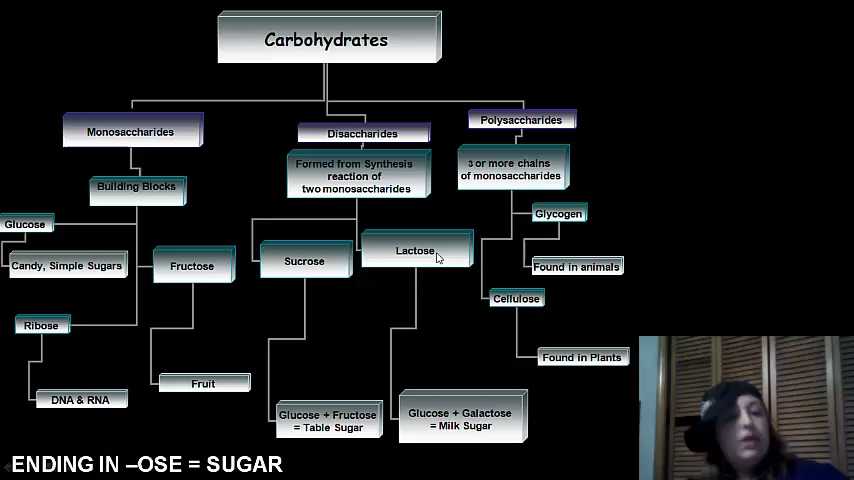 Carbohydrates
Monosaccharides
Disaccharides
Polysaccharides
Building Blocks
Formed from Synthesis
reaction of
two monosaccharides
3 or more chains
of monosaccharides
Glucose
Candy, Simple Sugars
Fructose
Sucrose
Lactose
Glycogen
Found in animals
Cellulose
Found in Plants
Ribose
DNA & RNA
Fruit
Glucose + Fructose
= Table Sugar
Glucose + Galactose
= Milk Sugar
ENDING IN –OSE = SUGAR